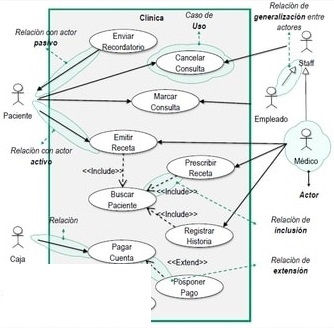 Clínica
Caso de
Uso
Relación de
generalización entre
actores
Relación con actor
pasivo
Enviar
Recordatorio
Cancelar
Consulta
Staff
Paciente
Marcar
Consulta
Empleado
Emitir
Receta
Relación con actor
activo
Médico
Prescribir
Receta
<<Include>>
<<Include>>
Actor
Buscar
Paciente
<<Include>>
Relación
Registrar
Historia
Relación de
inclusión
Caja
Pagar
Cuenta
<<Extend>>
Relación de
extensión
Posponer
Pago